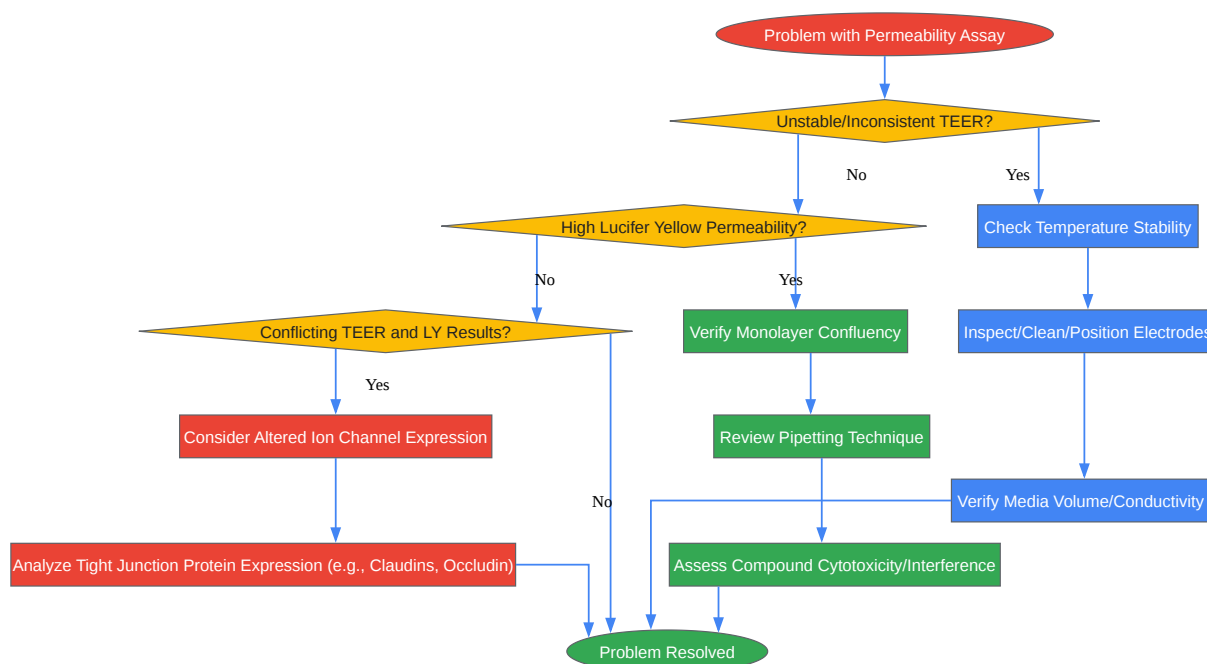 Problem with Permeability Assay
Unstable/Inconsistent TEER?
No
Yes
High Lucifer Yellow Permeability?
Check Temperature Stability
No
Yes
Conflicting TEER and LY Results?
Verify Monolayer Confluency
Inspect/Clean/Position Electrodes
Yes
Consider Altered Ion Channel Expression
Review Pipetting Technique
No
Verify Media Volume/Conductivity
Analyze Tight Junction Protein Expression (e.g., Claudins, Occludin)
Assess Compound Cytotoxicity/Interference
Problem Resolved